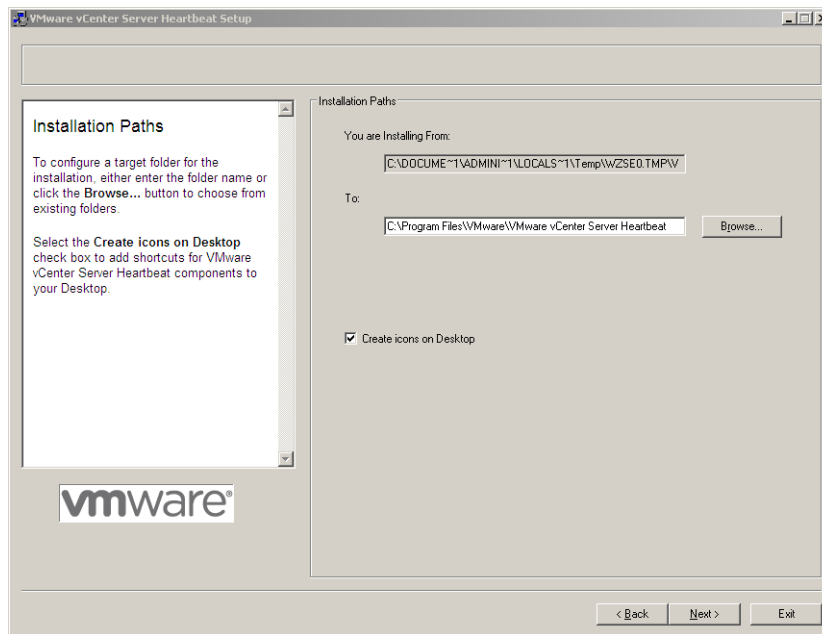 VMware vCenter Server Heartbeat Setup
Installation Paths
To configure a target folder for the
installation, either enter the folder name or
click the Browse... button to choose from
existing folders.
Select the Create icons on Desktop
check box to add shortcuts for VMware
vCenter Server Heartbeat components to
your Desktop.
vmware®
Installation Paths
You are Installing From:
C:\DOCUME~1\ADMINI~1\LOCALS~1\Temp\WZSE0.TMP\V
To:
C:\Program Files\VMware\VMware vCenter Server Heartbeat
Browse...
Create icons on Desktop
< Back Next > Exit